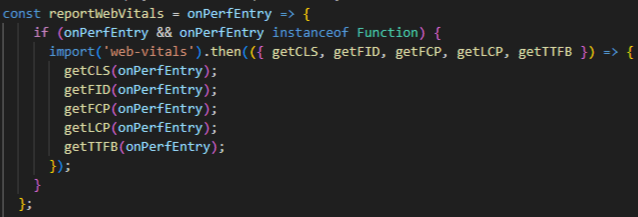 const reportWebVitals = onPerfEntry => {
    if (onPerfEntry && onPerfEntry instanceof Function) {
      import('web-vitals').then(({ getCLS, getFID, getFCP, getLCP, getTTFB }) => {
        getCLS(onPerfEntry);
        getFID(onPerfEntry);
        getFCP(onPerfEntry);
        getLCP(onPerfEntry);
        getTTFB(onPerfEntry);
      });
    }
  };